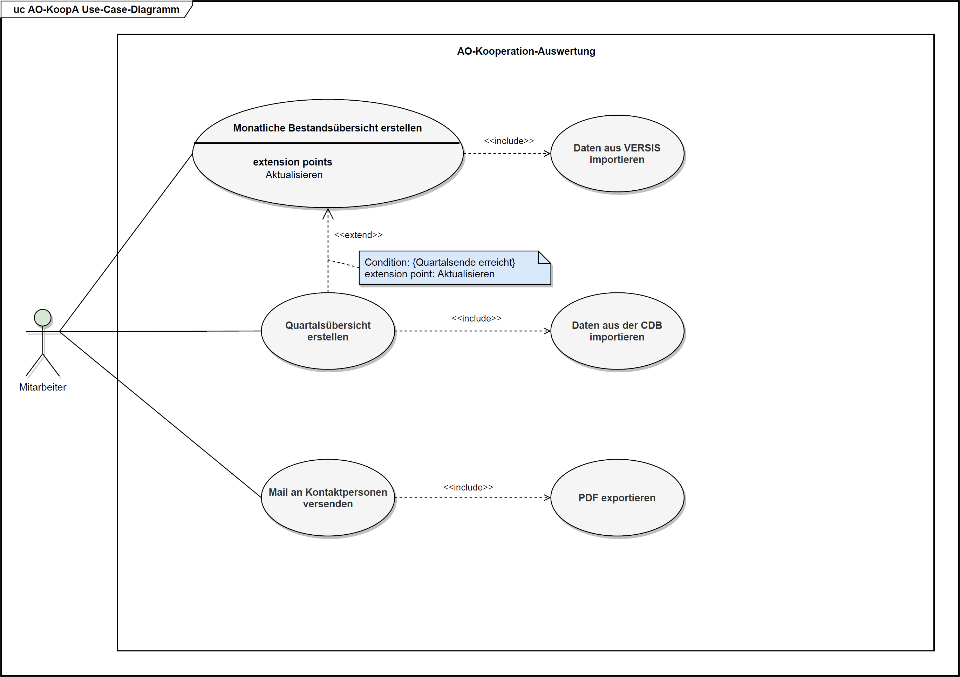 uc AO-KoopA Use-Case-Diagramm
AO-Kooperation-Auswertung
Monatliche Bestandsübersicht erstellen
extension points
Aktualisieren
<<include>>
Daten aus VERSIS
importieren
<<extend>>
Condition: {Quartalsende erreicht}
extension point: Aktualisieren
Quartalsübersicht
erstellen
<<include>>
Daten aus der CDB
importieren
Mitarbeiter
Mail an Kontaktpersonen
versenden
<<include>>
PDF exportieren